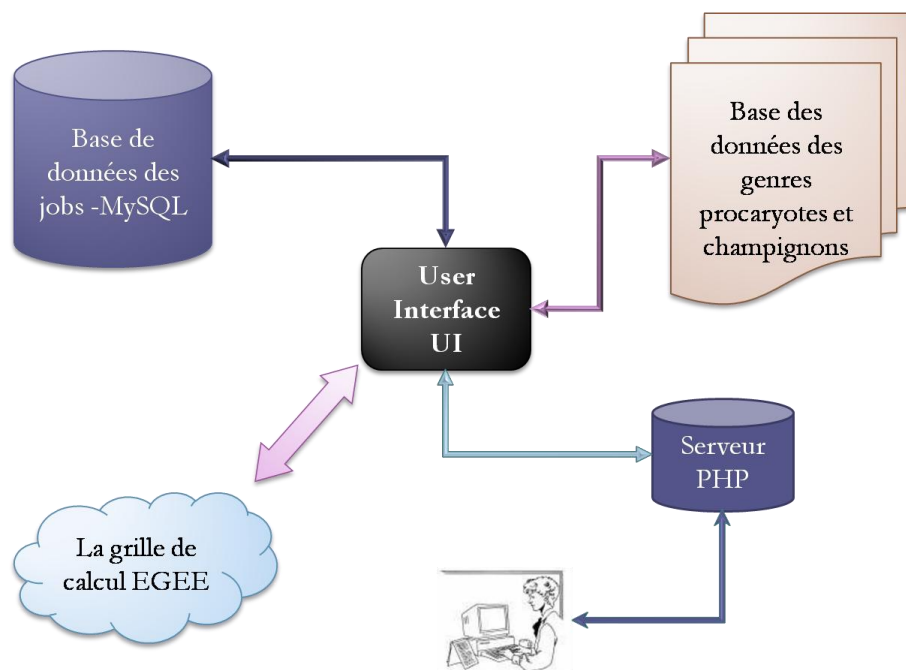 Base de
données des
jobs -MySQL
Base des
données des
genres
procaryotes et
champignons
User
Interface
UI
Serveur
PHP
La grille de
calcul EGEE